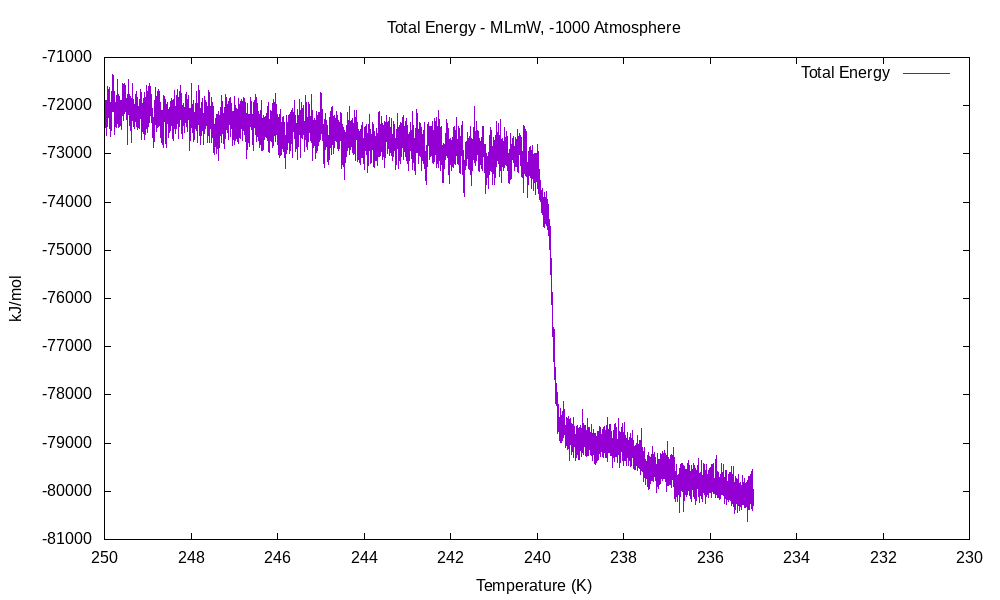 Total Energy - MLmW, -1000 Atmosphere
Total Energy
-71000
-72000
-73000
-74000
-75000
-76000
-77000
-78000
-79000
-80000
-81000
kJ/mol
250 248 246 244 242 240 238 236 234 232 230
Temperature (K)